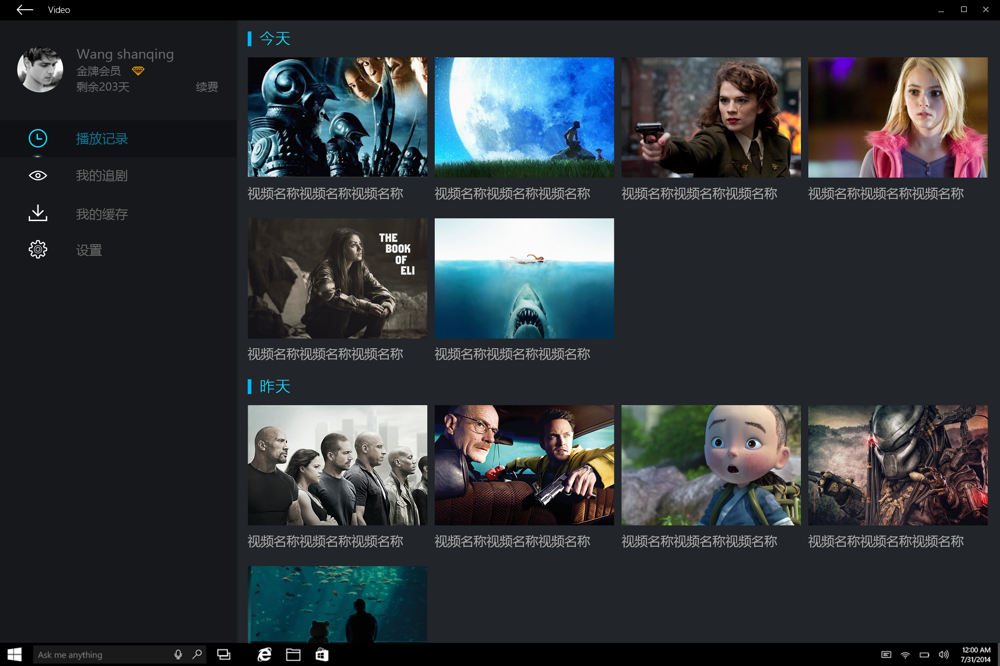 Video
Wang shanqing
金牌会员
剩余203天 续费
播放记录
我的追剧
我的缓存
设置
今天
视频名称视频名称视频名称
视频名称视频名称视频名称
视频名称视频名称视频名称
视频名称视频名称视频名称
THE
BOOK
OF
ELI
视频名称视频名称视频名称
视频名称视频名称视频名称
昨天
视频名称视频名称视频名称
视频名称视频名称视频名称
视频名称视频名称视频名称
视频名称视频名称视频名称
Ask me anything
12:00 AM
7/31/2014